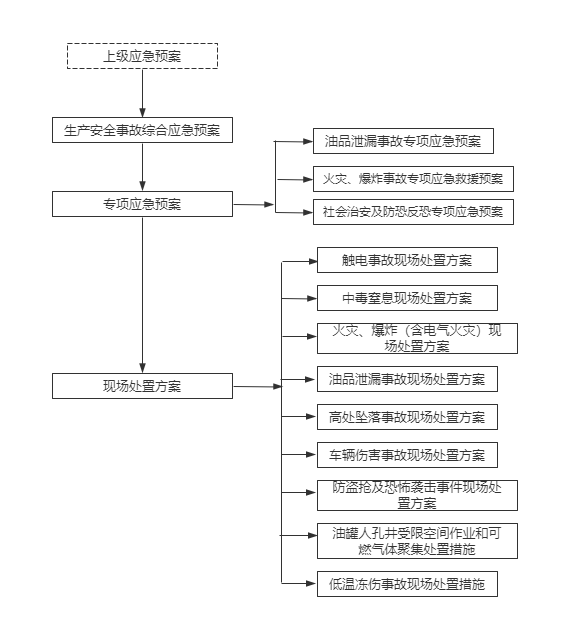 上级应急预案
生产安全事故综合应急预案
油品泄漏事故专项应急预案
火灾、爆炸事故专项应急救援预案
专项应急预案
社会治安及防恐反恐专项应急预案
触电事故现场处置方案
中毒窒息现场处置方案
火灾、爆炸（含电气火灾）现
场处置方案
油品泄漏事故现场处置方案
现场处置方案
高处坠落事故现场处置方案
车辆伤害事故现场处置方案
防盗抢及恐怖袭击事件现场处
置方案
油罐人孔井受限空间作业和可
燃气体聚集处置措施
低温冻伤事故现场处置措施